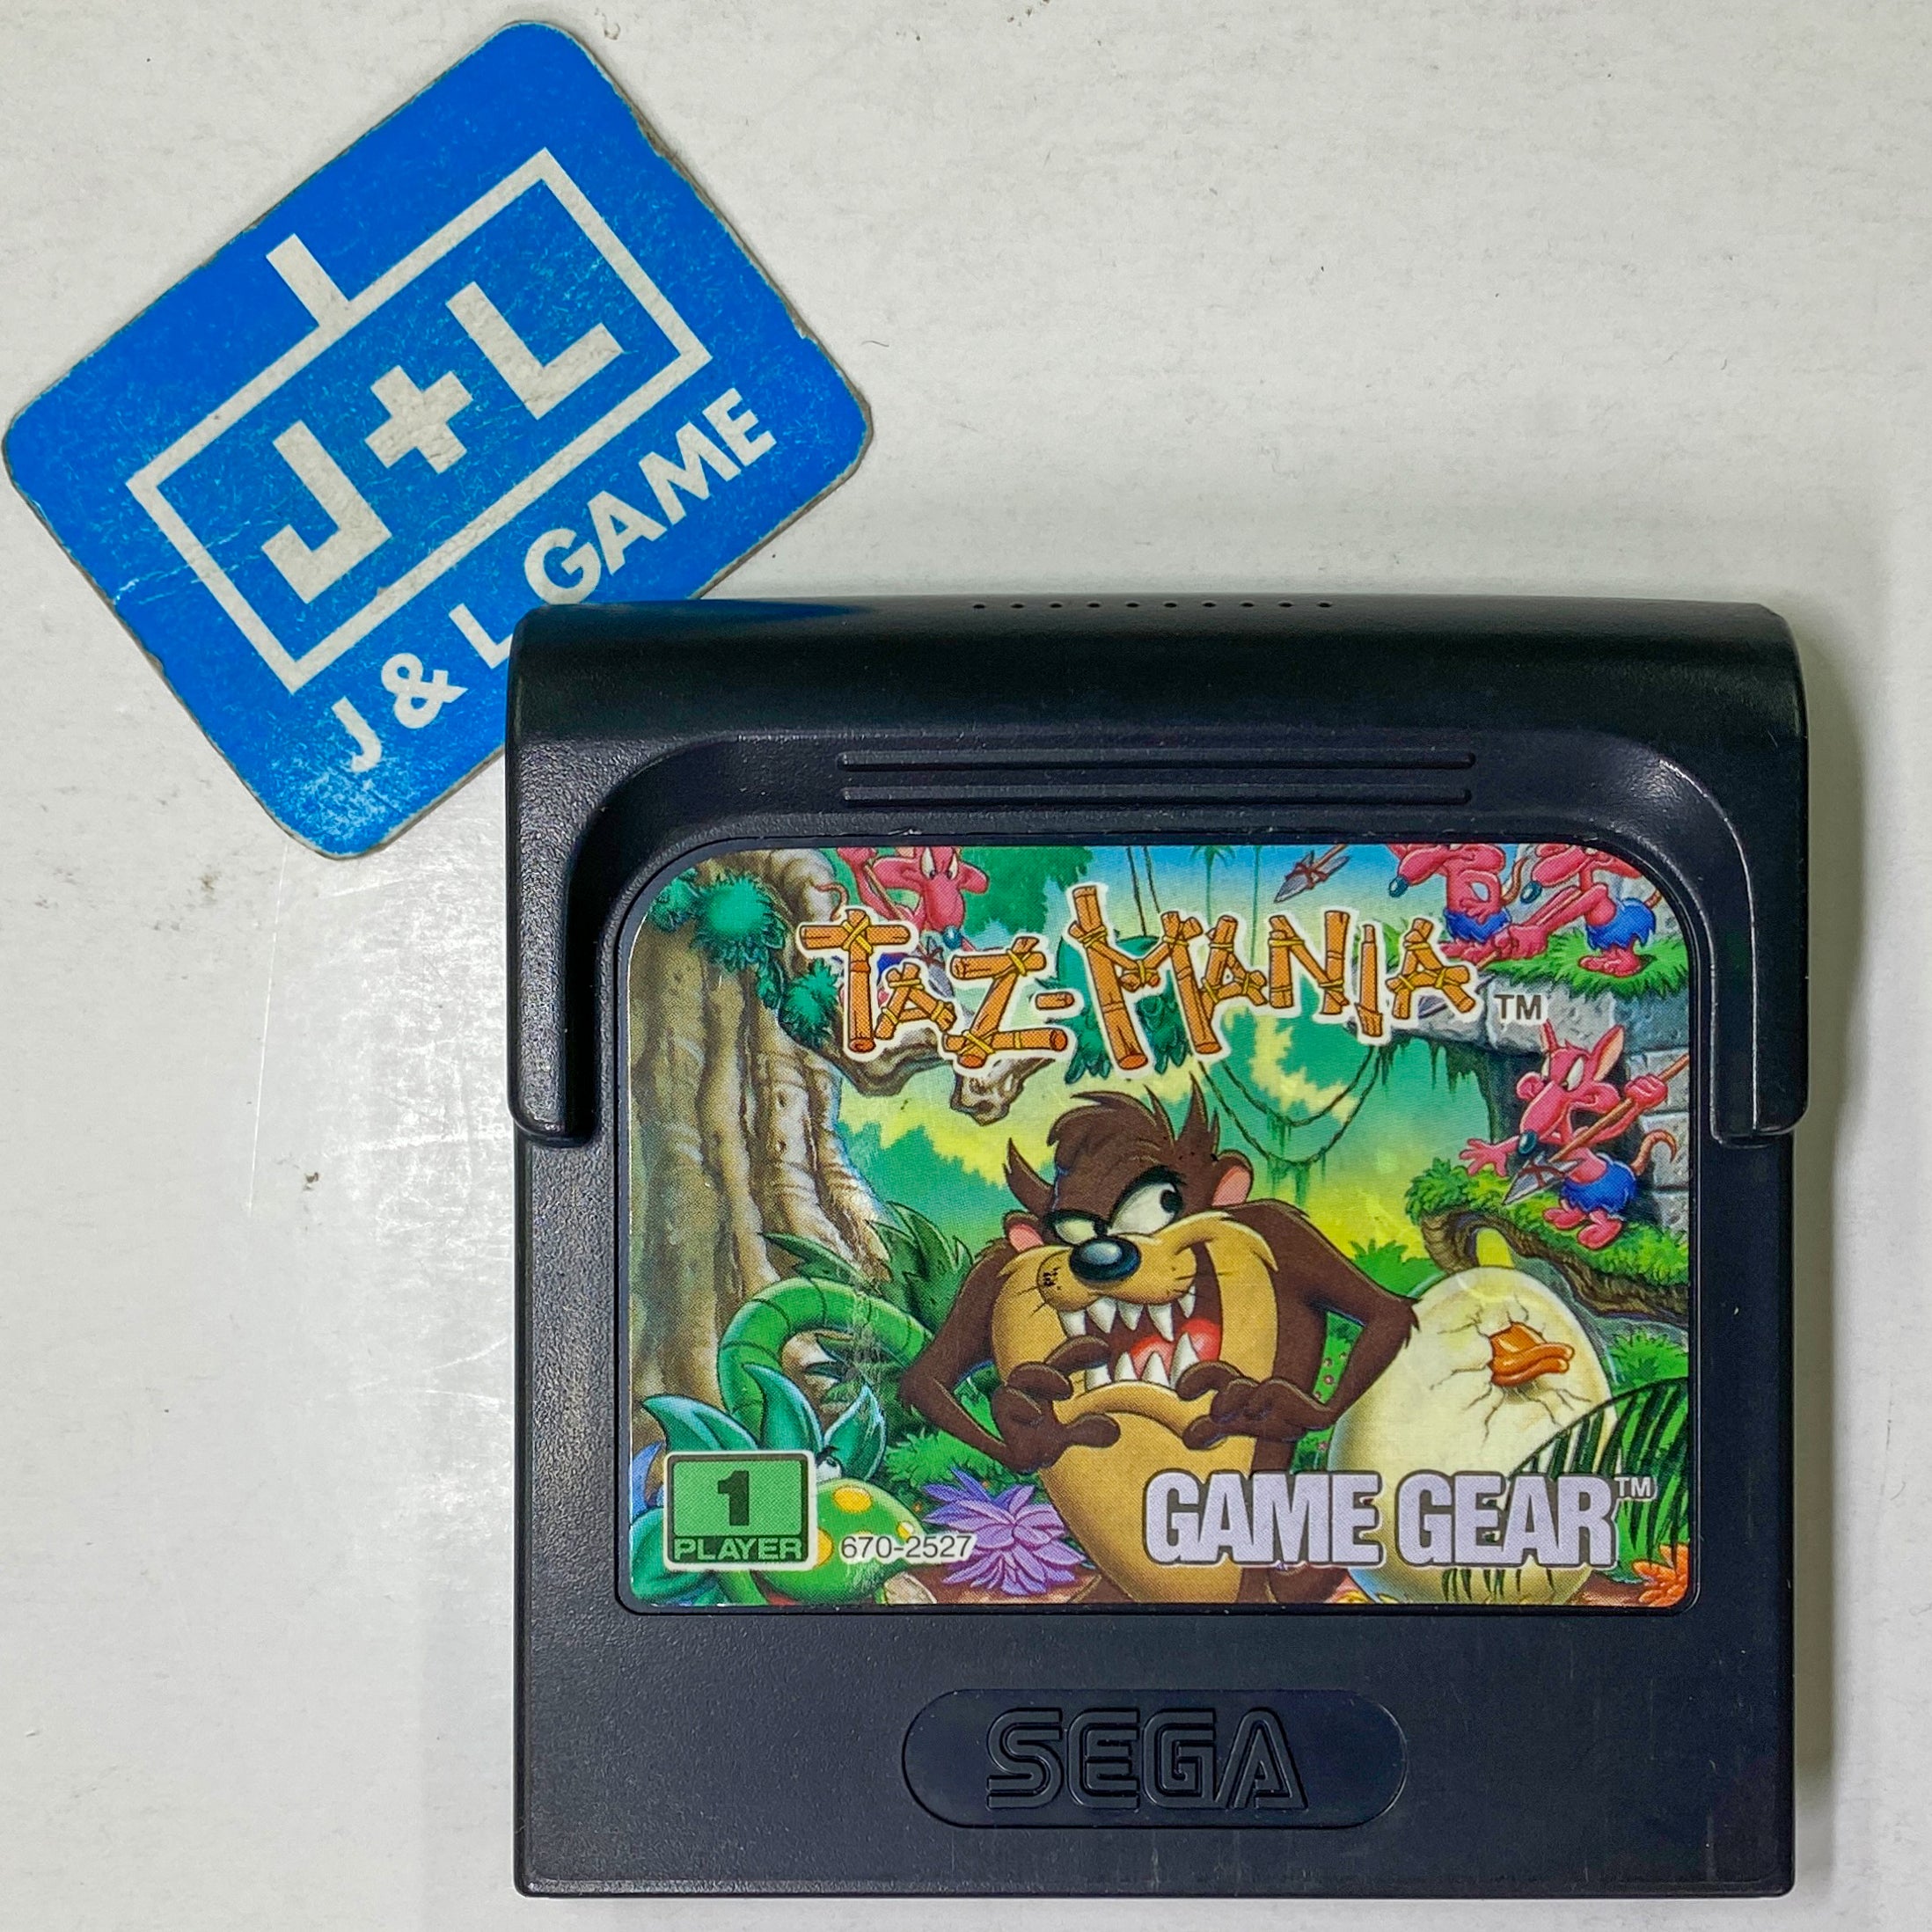 J+L
J & L GAME
TAZ-MANIA TM
1
PLAYER
670-2527
GAME GEAR TM
SEGA